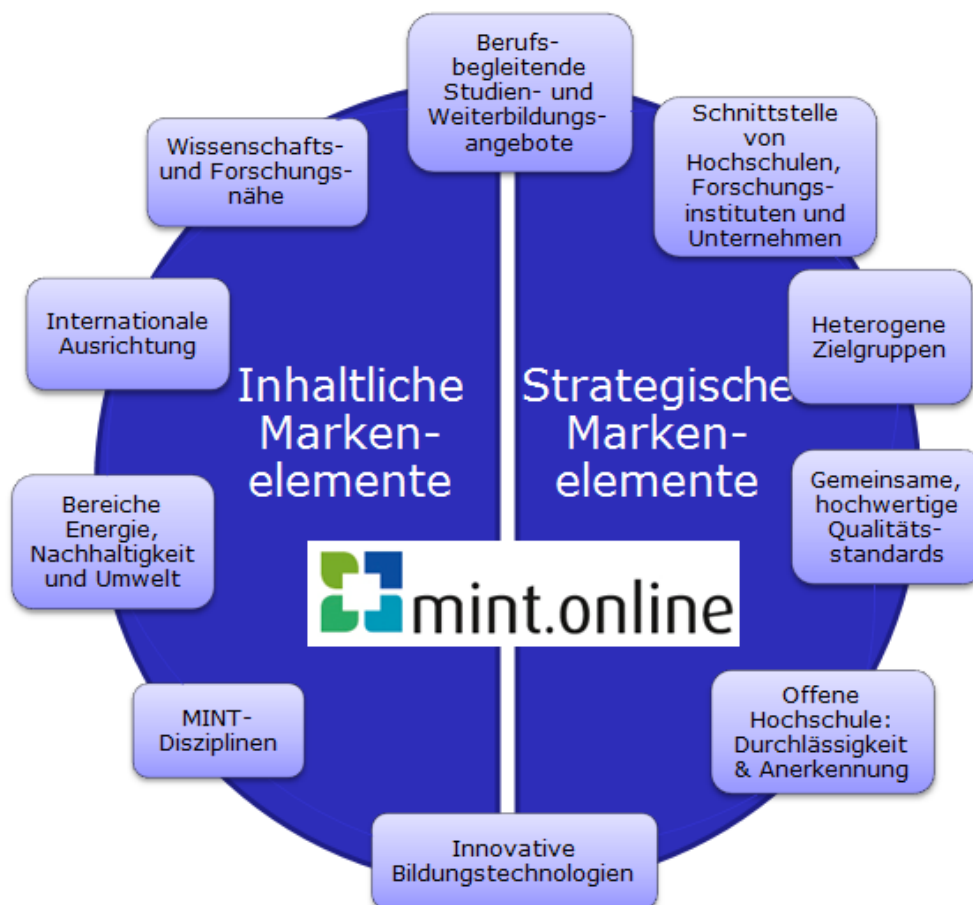 Berufs-
begleitende
Studien- und
Weiterbildungs-
angebote
Wissenschafts-
und Forschungs-
nähe
Schnittstelle
von
Hochschulen,
Forschungs-
instituten und
Unternehmen
Internationale
Ausrichtung
Heterogene
Zielgruppen
Inhaltliche
Marken-
elemente
Strategische
Marken-
elemente
Bereiche
Energie,
Nachhaltigkeit
und Umwelt
Gemeinsame,
hochwertige
Qualitäts-
standards
mint.online
MINT-
Disziplinen
Offene
Hochschule:
Durchlässigkeit
& Anerkennung
Innovative
Bildungstechnologien